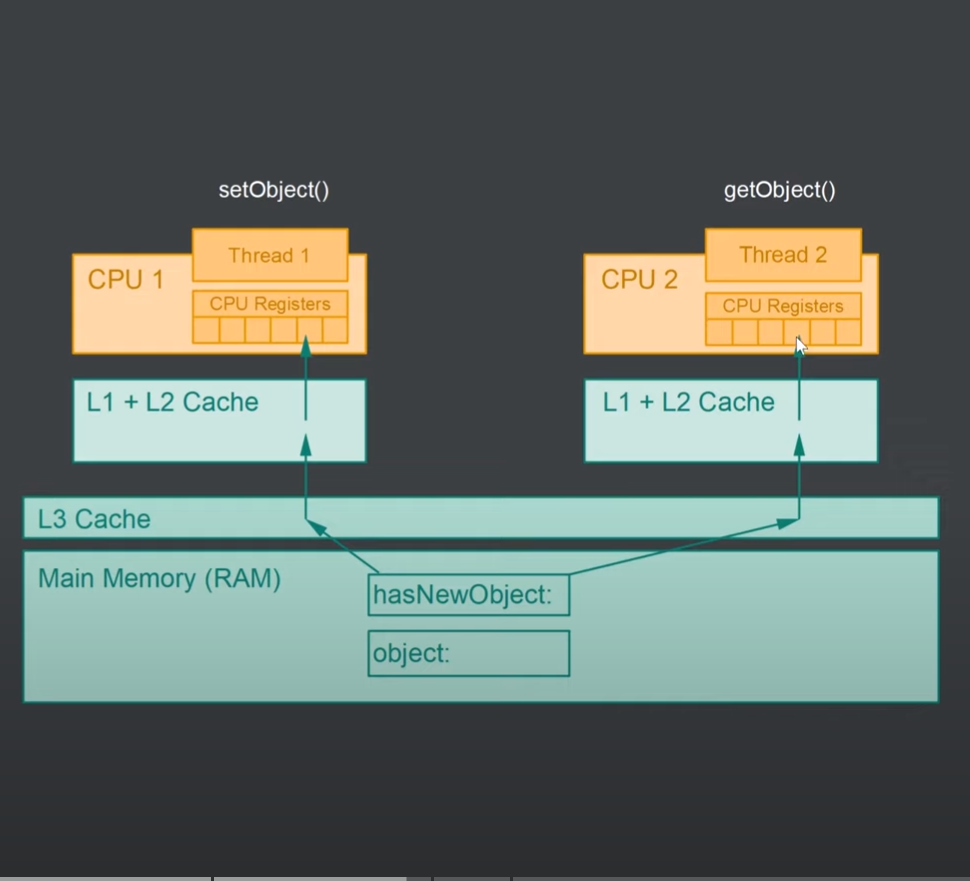 setObject()
getObject()
Thread 1
Thread 2
CPU 1
CPU 2
CPU Registers
CPU Registers
L1 + L2 Cache
L1 + L2 Cache
L3 Cache
Main Memory (RAM)
hasNewObject:
object: